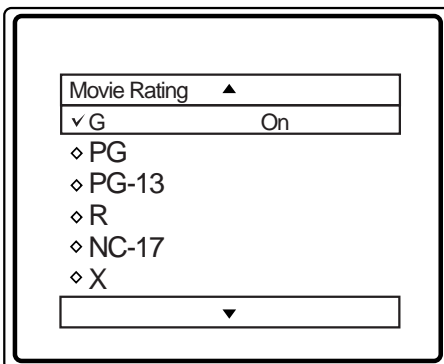 Movie Rating ▲
✓ G On
◇ PG
◇ PG-13
◇ R
◇ NC-17
◇ X
▼